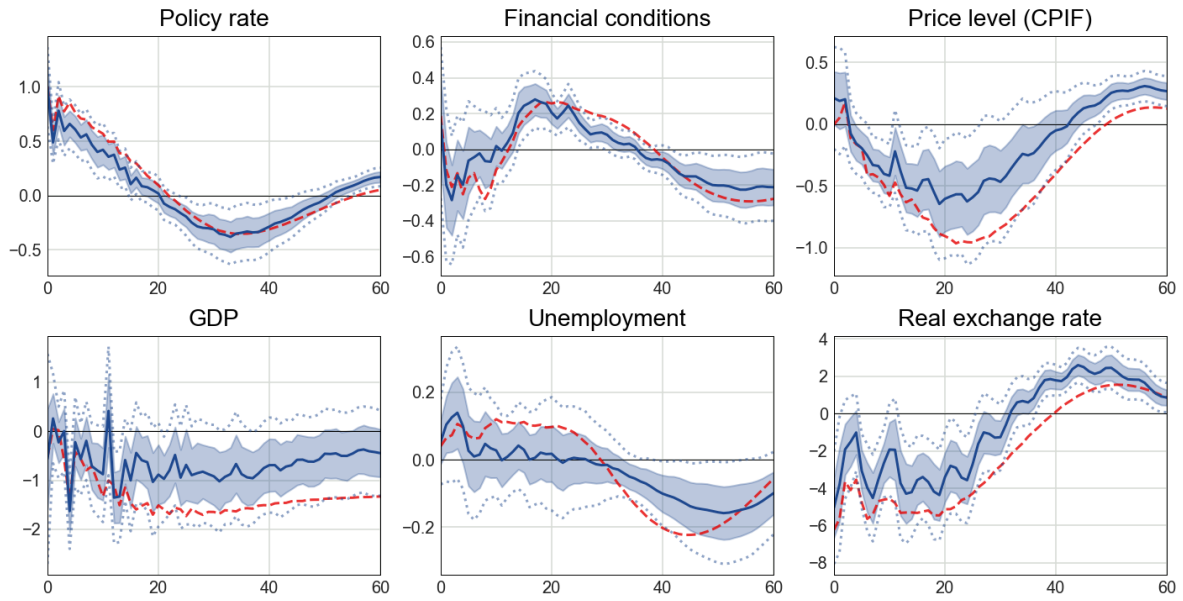 Policy rate
1.0
0.5
0.0
−0.5
0 20 40 60
Financial conditions
0.6
0.4
0.2
0.0
−0.2
−0.4
−0.6
0 20 40 60
Price level (CPIF)
0.5
0.0
−0.5
−1.0
0 20 40 60
GDP
1
0
−1
−2
0 20 40 60
Unemployment
0.2
0.0
−0.2
0 20 40 60
Real exchange rate
4
2
0
−2
−4
−6
−8
0 20 40 60